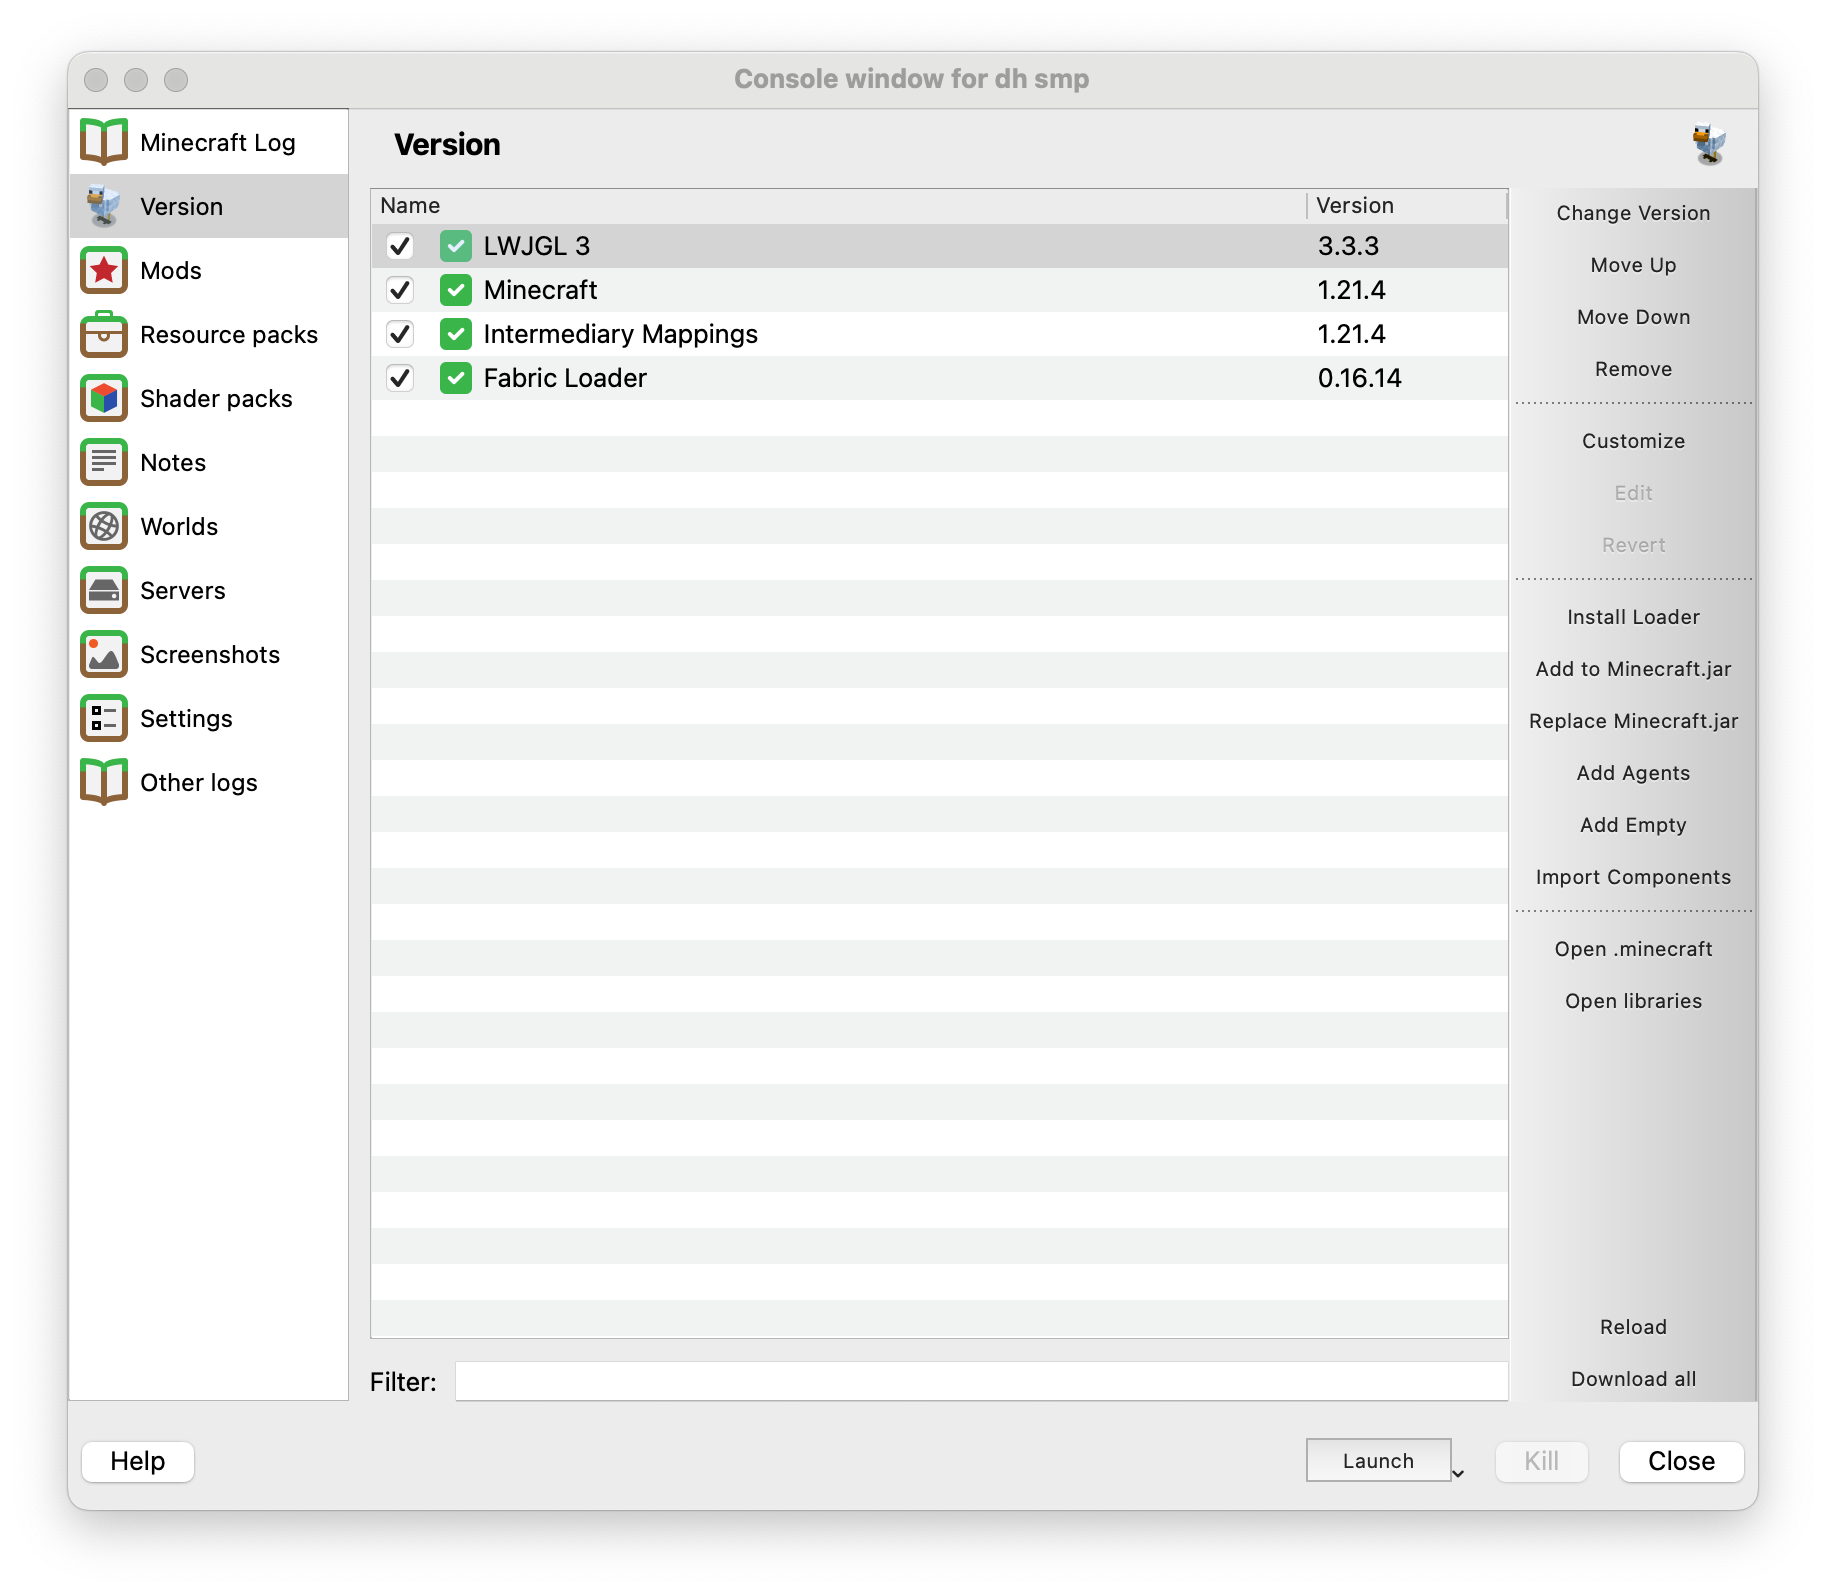 Console window for dh smp
Minecraft Log
Version
Mods
Resource packs
Shader packs
Notes
Worlds
Servers
Screenshots
Settings
Other logs
Version
Name Version
LWJGL 3 3.3.3
Minecraft 1.21.4
Intermediary Mappings 1.21.4
Fabric Loader 0.16.14
Change Version
Move Up
Move Down
Remove
Customize
Edit
Revert
Install Loader
Add to Minecraft.jar
Replace Minecraft.jar
Add Agents
Add Empty
Import Components
Open .minecraft
Open libraries
Reload
Download all
Filter:
Help
Launch
Kill
Close